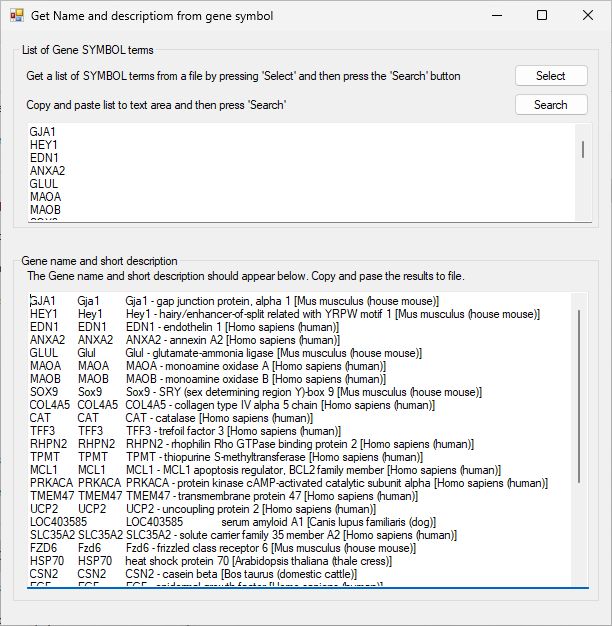 Get Name and descriptiom from gene symbol
List of Gene SYMBOL terms
Get a list of SYMBOL terms from a file by pressing 'Select' and then press the 'Search' button
Select
Copy and paste list to text area and then press 'Search'
Search
GJA1
HEY1
EDN1
ANXA2
GLUL
MAOA
MAOB
SOX9
Gene name and short description
The Gene name and short description should appear below. Copy and pase the results to file.
GJA1 Gja1 Gja1 - gap junction protein, alpha 1 [Mus musculus (house mouse)]
HEY1 Hey1 Hey1 - hairy/enhancer-of-split related with YRPW motif 1 [Mus musculus (house mouse)]
EDN1 EDN1 EDN1 - endothelin 1 [Homo sapiens (human)]
ANXA2 ANXA2 ANXA2 - annexin A2 [Homo sapiens (human)]
GLUL Glul Glul - glutamate-ammonia ligase [Mus musculus (house mouse)]
MAOA MAOA MAOA - monoamine oxidase A [Homo sapiens (human)]
MAOB MAOB MAOB - monoamine oxidase B [Homo sapiens (human)]
SOX9 Sox9 Sox9 - SRY (sex determining region Y)-box 9 [Mus musculus (house mouse)]
COL4A5 COL4A5 COL4A5 - collagen type IV alpha 5 chain [Homo sapiens (human)]
CAT CAT CAT - catalase [Homo sapiens (human)]
TFF3 TFF3 TFF3 - trefoil factor 3 [Homo sapiens (human)]
RHPN2 RHPN2 RHPN2 - rhophilin Rho GTPase binding protein 2 [Homo sapiens (human)]
TPMT TPMT TPMT - thiopurine S-methyltransferase [Homo sapiens (human)]
MCL1 MCL1 MCL1 - MCL1 apoptosis regulator, BCL2 family member [Homo sapiens (human)]
PRKACA PRKACA PRKACA - protein kinase cAMP-activated catalytic subunit alpha [Homo sapiens (human)]
TMEM47 TMEM47 TMEM47 - transmembrane protein 47 [Homo sapiens (human)]
UCP2 UCP2 UCP2 - uncoupling protein 2 [Homo sapiens (human)]
LOC403585 LOC403585 serum amyloid A1 [Canis lupus familiaris (dog)]
SLC35A2 SLC35A2 SLC35A2 - solute carrier family 35 member A2 [Homo sapiens (human)]
FZD6 Fzd6 Fzd6 - frizzled class receptor 6 [Mus musculus (house mouse)]
HSP70 HSP70 heat shock protein 70 [Arabidopsis thaliana (thale cress)]
CSN2 CSN2 CSN2 - casein beta [Bos taurus (domestic cattle)]
EGF EGF EGF - epidermal growth factor [Homo sapiens (human)]